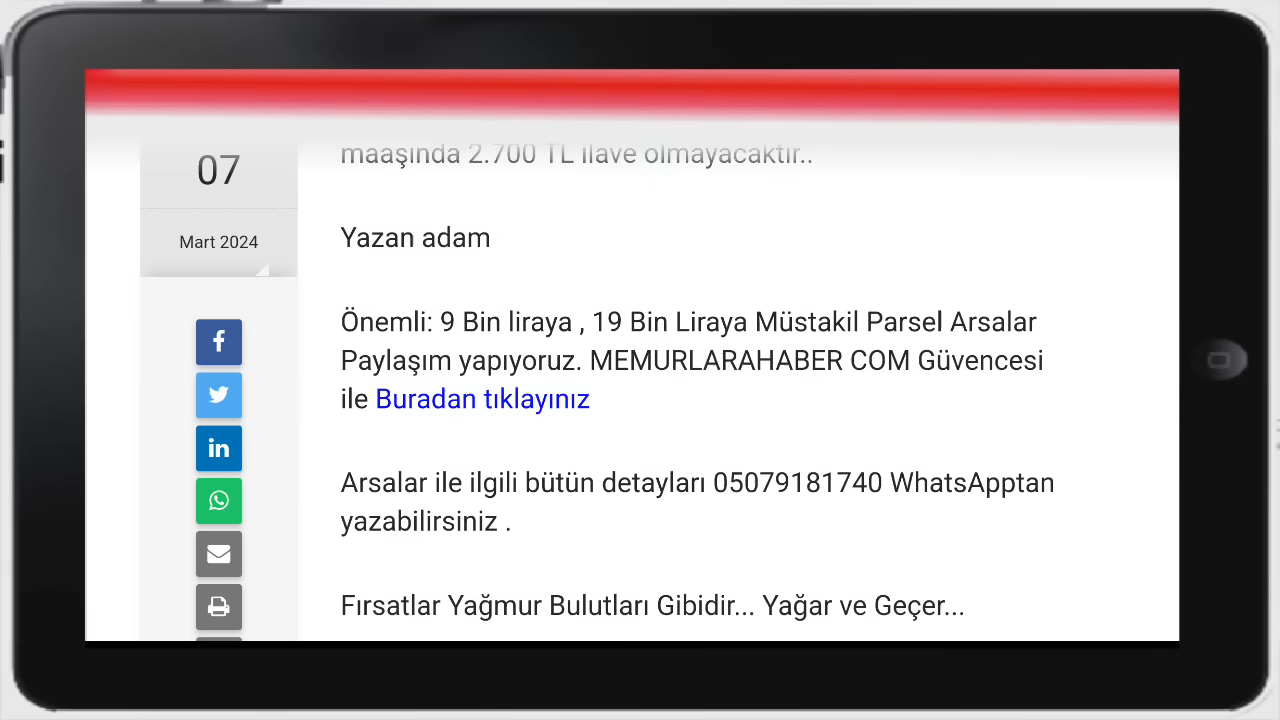 07
Mart 2024
maaşında 2.700 TL ilave olmayacaktır..
Yazan adam
Önemli: 9 Bin liraya , 19 Bin Liraya Müstakil Parsel Arsalar
Paylaşım yapıyoruz. MEMURLARAHABER COM Güvencesi
ile Buradan tıklayınız
Arsalar ile ilgili bütün detayları 05079181740 WhatsApptan
yazabilirsiniz .
Fırsatlar Yağmur Bulutları Gibidir... Yağar ve Geçer...